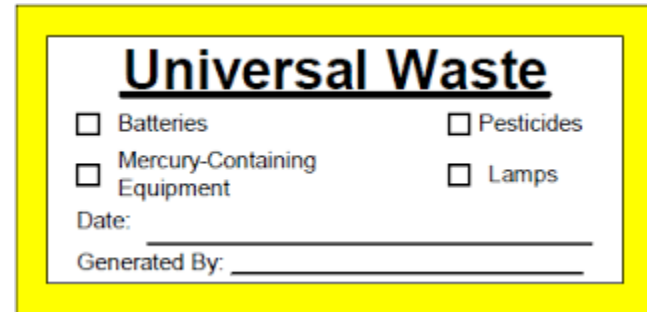 Universal Waste
Batteries
Pesticides
Mercury-Containing
Equipment
Lamps
Date:
Generated By: